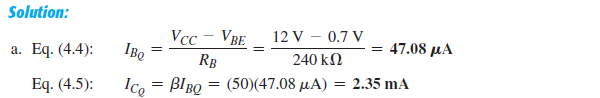 Solution:
a. Eq. (4.4): I_BQ = (V_CC − V_BE) / R_B = (12 V − 0.7 V) / 240 kΩ = 47.08 μA
Eq. (4.5): I_CQ = βI_BQ = (50)(47.08 μA) = 2.35 mA